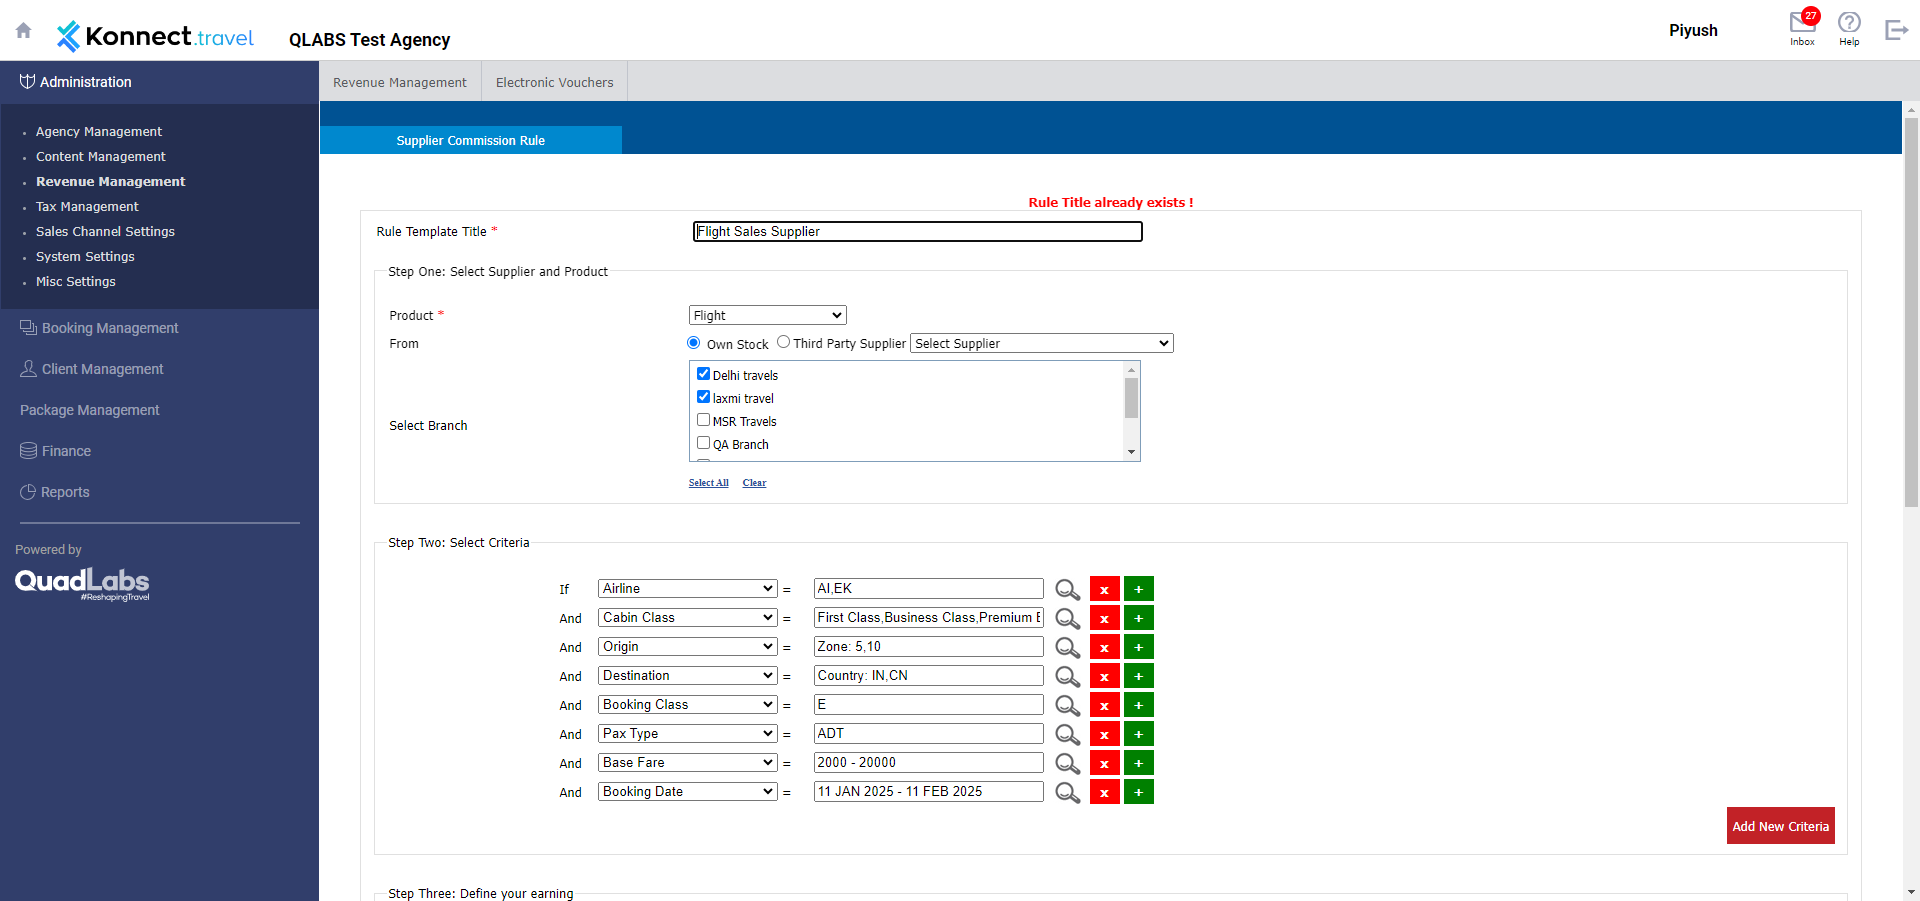 Konnect.travel
QLABS Test Agency
Piyush
27
Inbox
Help
Administration
Agency Management
Content Management
Revenue Management
Tax Management
Sales Channel Settings
System Settings
Misc Settings
Booking Management
Client Management
Package Management
Finance
Reports
Powered by
QuadLabs
#ReshapingTravel
Revenue Management
Electronic Vouchers
Supplier Commission Rule
Rule Title already exists !
Rule Template Title *
Flight Sales Supplier
Step One: Select Supplier and Product
Product *
Flight
From
Own Stock
Third Party Supplier
Select Supplier
Select Branch
Delhi travels
laxmi travel
MSR Travels
QA Branch
Select All
Clear
Step Two: Select Criteria
If Airline = AI,EK x +
And Cabin Class = First Class,Business Class,Premium x +
And Origin = Zone: 5,10 x +
And Destination = Country: IN,CN x +
And Booking Class = E x +
And Pax Type = ADT x +
And Base Fare = 2000 - 20000 x +
And Booking Date = 11 JAN 2025 - 11 FEB 2025 x +
Add New Criteria
Step Three: Define your earning